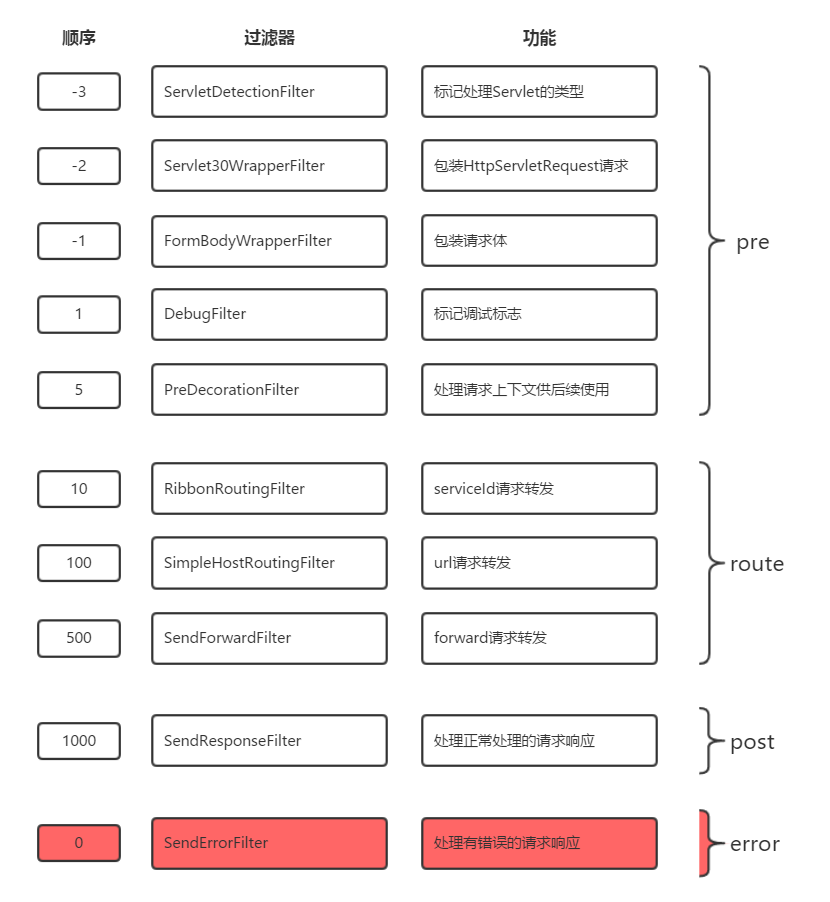 顺序 过滤器 功能
-3 ServletDetectionFilter 标记处理Servlet的类型
-2 Servlet30WrapperFilter 包装HttpServletRequest请求
-1 FormBodyWrapperFilter 包装请求体
pre
1 DebugFilter 标记调试标志
5 PreDecorationFilter 处理请求上下文供后续使用
10 RibbonRoutingFilter serviceId请求转发
100 SimpleHostRoutingFilter url请求转发
route
500 SendForwardFilter forward请求转发
1000 SendResponseFilter 处理正常处理的请求响应
post
0 SendErrorFilter 处理有错误的请求响应
error